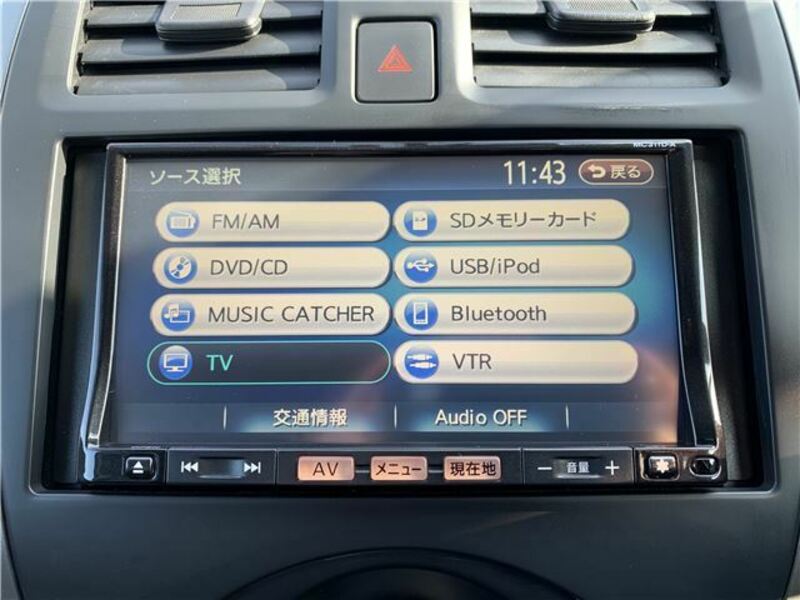 MC311D-A
ソース選択 11:43 戻る
FM/AM SDメモリーカード
DVD/CD USB/iPod
MUSIC CATCHER Bluetooth
TV VTR
交通情報 Audio OFF
AV メニュー 現在地 − 音量 +